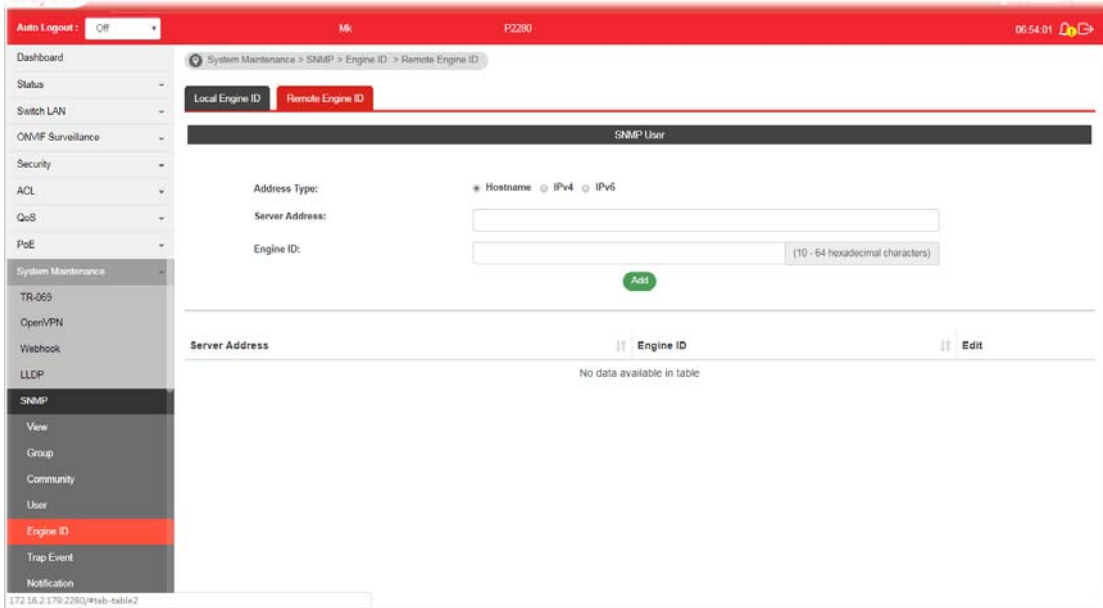 Auto Logout : Off Mk P2280 06:54:01
Dashboard
System Maintenance > SNMP > Engine ID > Remote Engine ID
Status
Local Engine ID Remote Engine ID
Switch LAN
ONVIF Surveillance
SNMP User
Security
ACL
Address Type: Hostname IPv4 IPv6
QoS
Server Address:
PoE
Engine ID: (10 - 64 hexadecimal characters)
System Maintenance
Add
TR-069
OpenVPN
Webhook
Server Address Engine ID Edit
LLDP
No data available in table
SNMP
View
Group
Community
User
Engine ID
Trap Event
Notification
172.16.2.179:2280/#tab-table2